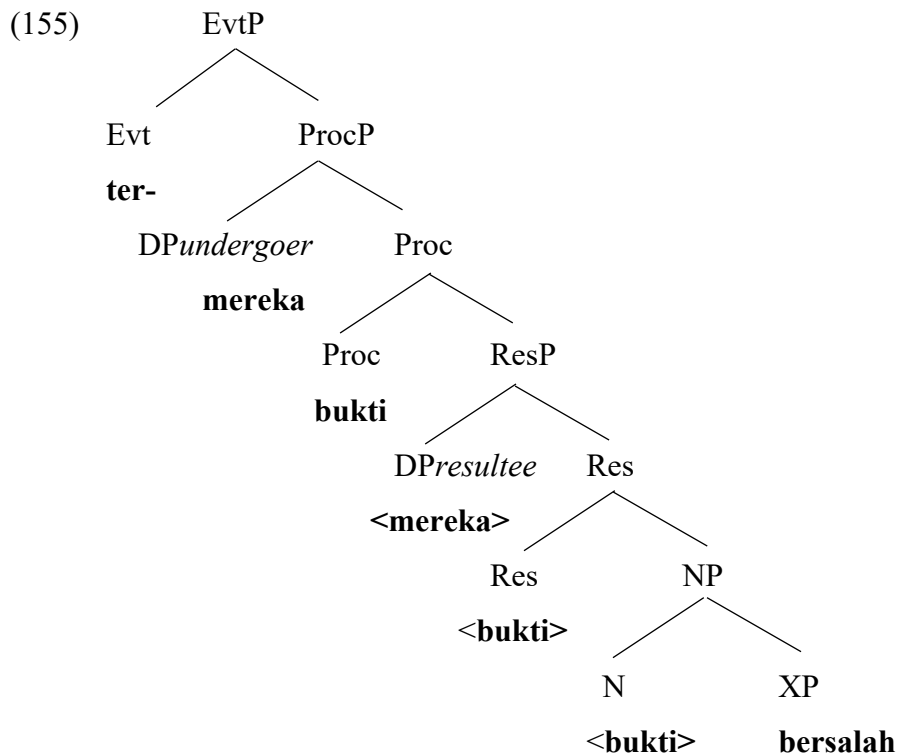 (155) EvtP
Evt ProcP
ter-
DPundergoer Proc
mereka
Proc ResP
bukti
DPresultee Res
<mereka>
Res NP
<bukti>
N XP
<bukti> bersalah